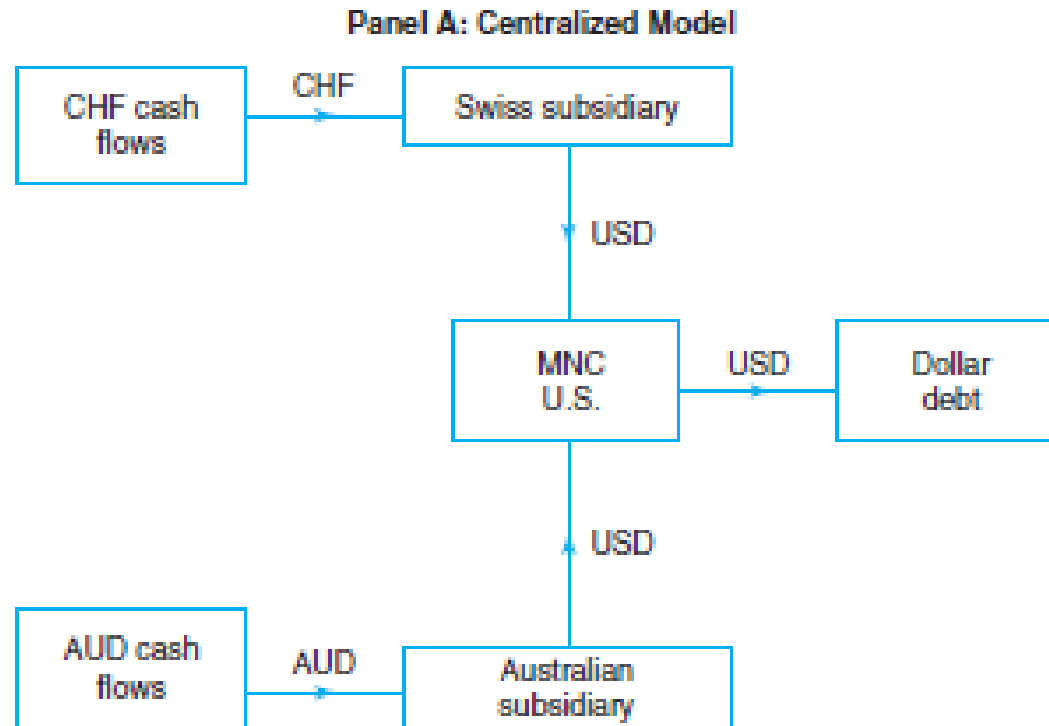 Panel A: Centralized Model
CHF cash
flows
CHF
Swiss subsidiary
USD
MNC
U.S.
USD
Dollar
debt
USD
AUD cash
flows
AUD
Australian
subsidiary